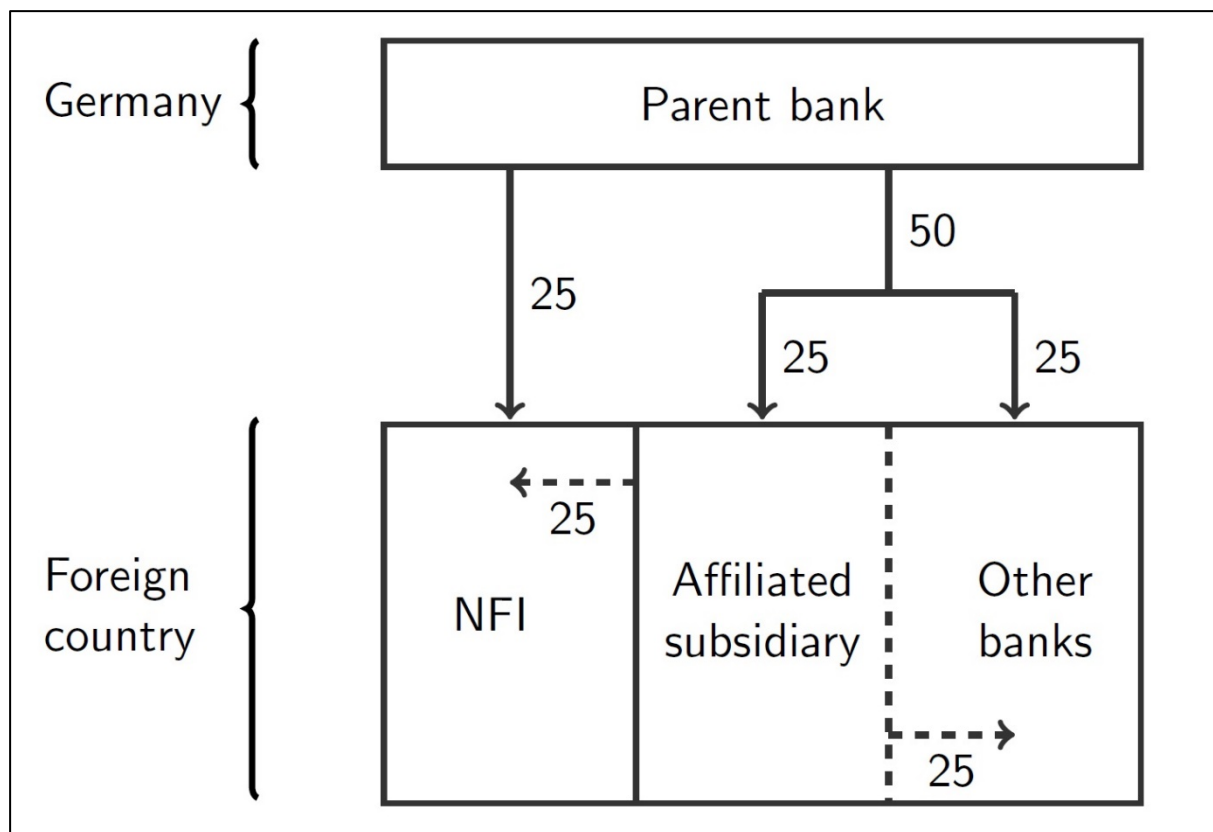 Germany
Parent bank
50
25
25
25
25
Foreign
country
NFI
Affiliated
subsidiary
Other
banks
25